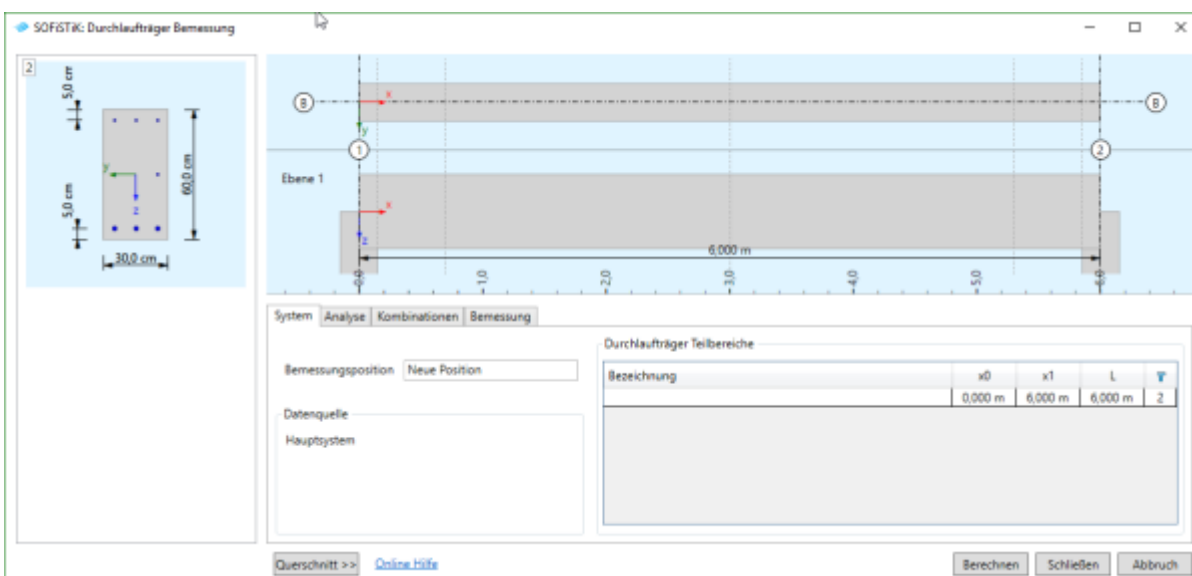 SOFiSTiK: Durchlaufträger Bemessung
2
5,0 cm
60,0 cm
y
z
5,0 cm
30,0 cm
B
x
B
y
1
2
Ebene 1
x
z
6,000 m
0,0
1,0
2,0
3,0
4,0
5,0
6,0
System Analyse Kombinationen Bemessung
Durchlaufträger Teilbereiche
Bemessungsposition Neue Position
Bezeichnung x0 x1 L
0,000 m 6,000 m 6,000 m 2
Datenquelle
Hauptsystem
Querschnitt >> Online Hilfe Berechnen Schließen Abbruch